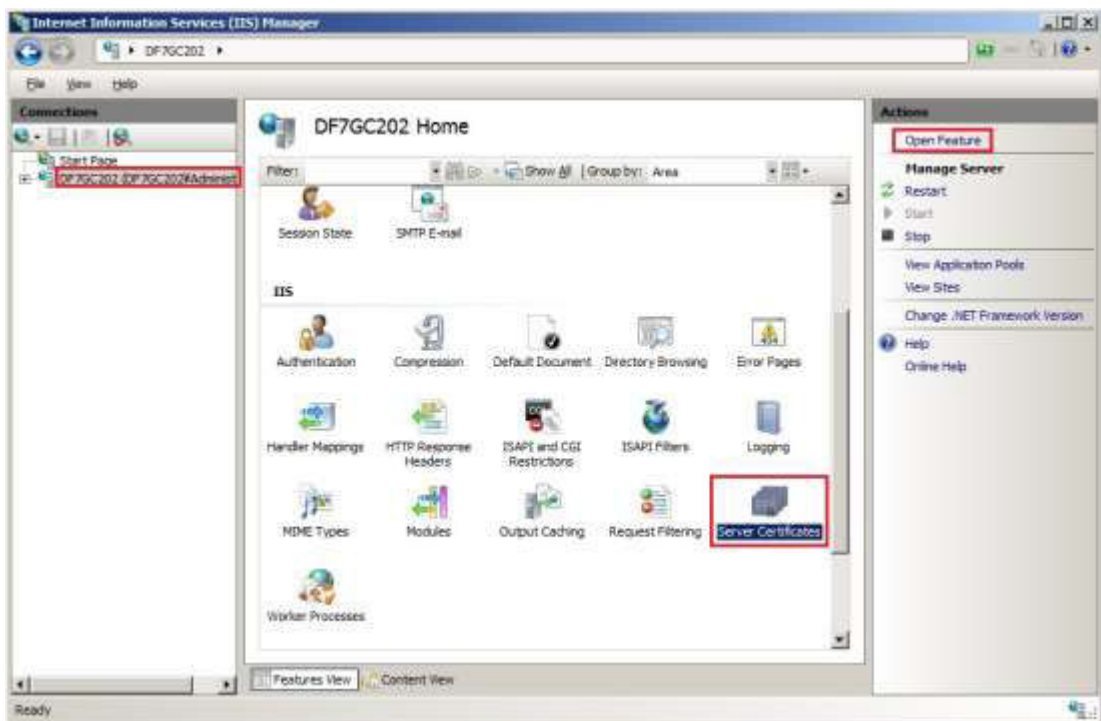 Internet Information Services (IIS) Manager
DF7GC202
File View Help
Connections
Start Page
DF7GC202 (DF7GC202\Administ
DF7GC202 Home
Filter: Go Show All Group by: Area
Session State SMTP E-mail
IIS
Authentication Compression Default Document Directory Browsing Error Pages
Handler Mappings HTTP Response Headers ISAPI and CGI Restrictions ISAPI Filters Logging
MIME Types Modules Output Caching Request Filtering Server Certificates
Worker Processes
Features View Content View
Actions
Open Feature
Manage Server
Restart
Start
Stop
View Application Pools
View Sites
Change .NET Framework Version
Help
Online Help
Ready